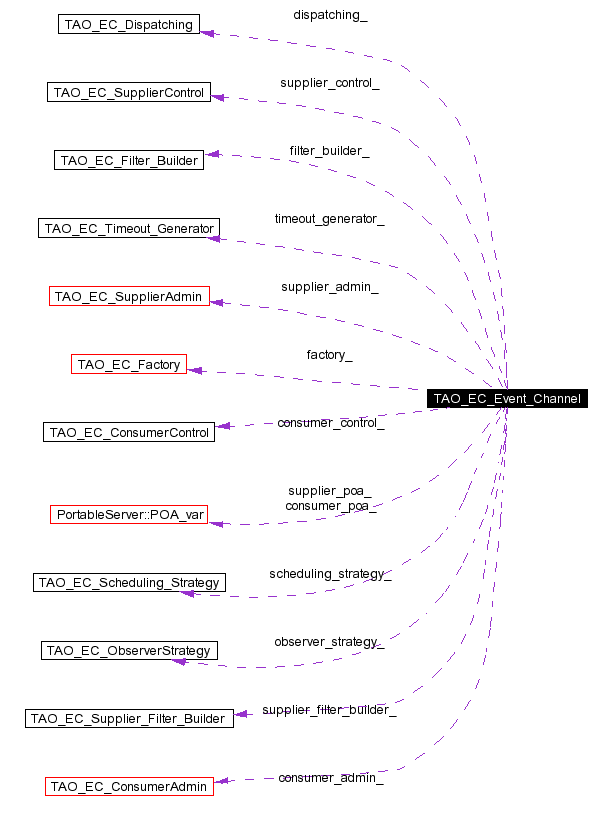 dispatching_
TAO_EC_Dispatching
supplier_control_
TAO_EC_SupplierControl
filter_builder_
TAO_EC_Filter_Builder
timeout_generator_
TAO_EC_Timeout_Generator
supplier_admin_
TAO_EC_SupplierAdmin
factory_
TAO_EC_Factory
TAO_EC_Event_Channel
consumer_control_
TAO_EC_ConsumerControl
supplier_poa_
consumer_poa_
PortableServer::POA_var
scheduling_strategy_
TAO_EC_Scheduling_Strategy
observer_strategy_
TAO_EC_ObserverStrategy
supplier_filter_builder_
TAO_EC_Supplier_Filter_Builder
consumer_admin_
TAO_EC_ConsumerAdmin